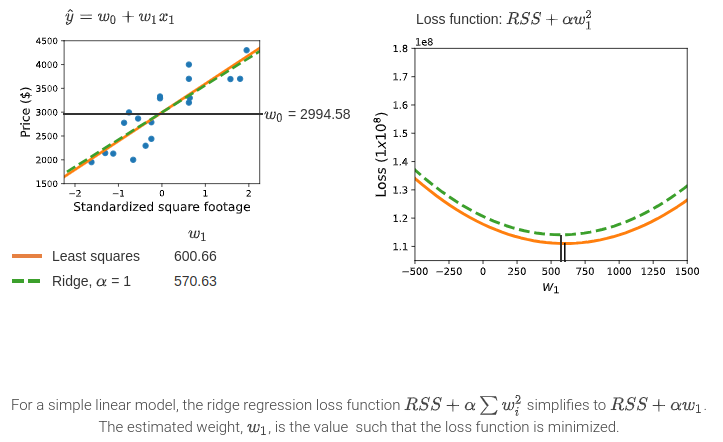 ŷ = w₀ + w₁x₁
Loss function: RSS + αw₁²
4500
4000
3500
3000
2500
2000
1500
Price ($)
−2 −1 0 1 2
Standardized square footage
w₀ = 2994.58
1e8
1.8
1.7
1.6
1.5
1.4
1.3
1.2
1.1
Loss (1x10⁸)
−500 −250 0 250 500 750 1000 1250 1500
w₁
w₁
Least squares 600.66
Ridge, α = 1 570.63
For a simple linear model, the ridge regression loss function RSS + α ∑ wᵢ² simplifies to RSS + αw₁.
The estimated weight, w₁, is the value such that the loss function is minimized.